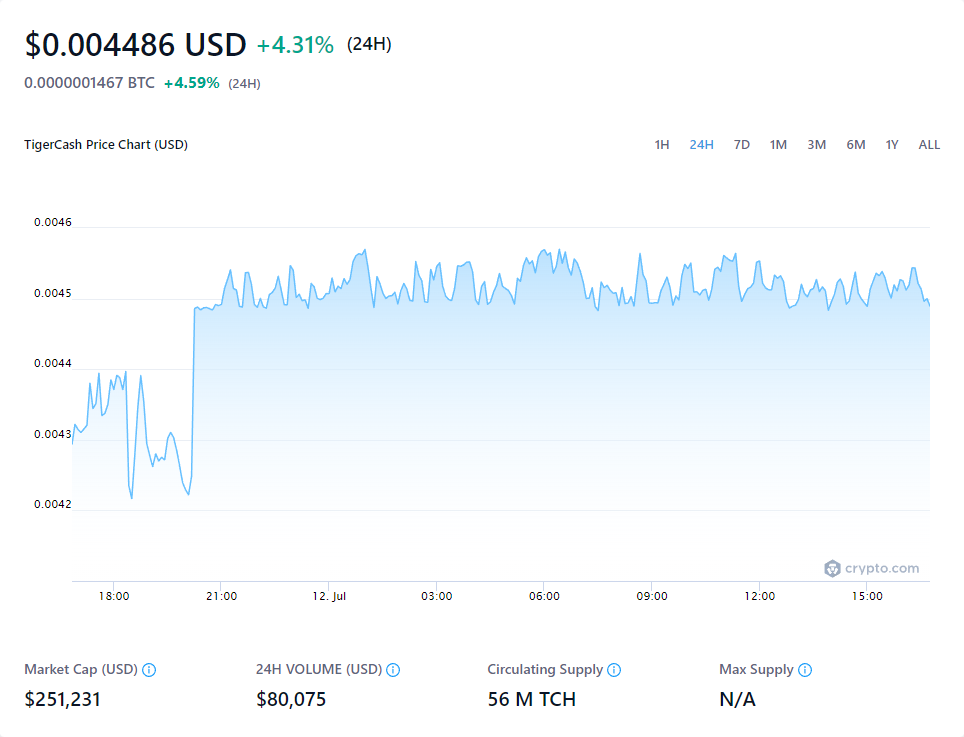 $0.004486 USD +4.31% (24H)
0.0000001467 BTC +4.59% (24H)
TigerCash Price Chart (USD) 1H 24H 7D 1M 3M 6M 1Y ALL
0.0046
0.0045
0.0044
0.0043
0.0042
crypto.com
18:00 21:00 12. Jul 03:00 06:00 09:00 12:00 15:00
Market Cap (USD) 24H VOLUME (USD) Circulating Supply Max Supply
$251,231 $80,075 56 M TCH N/A